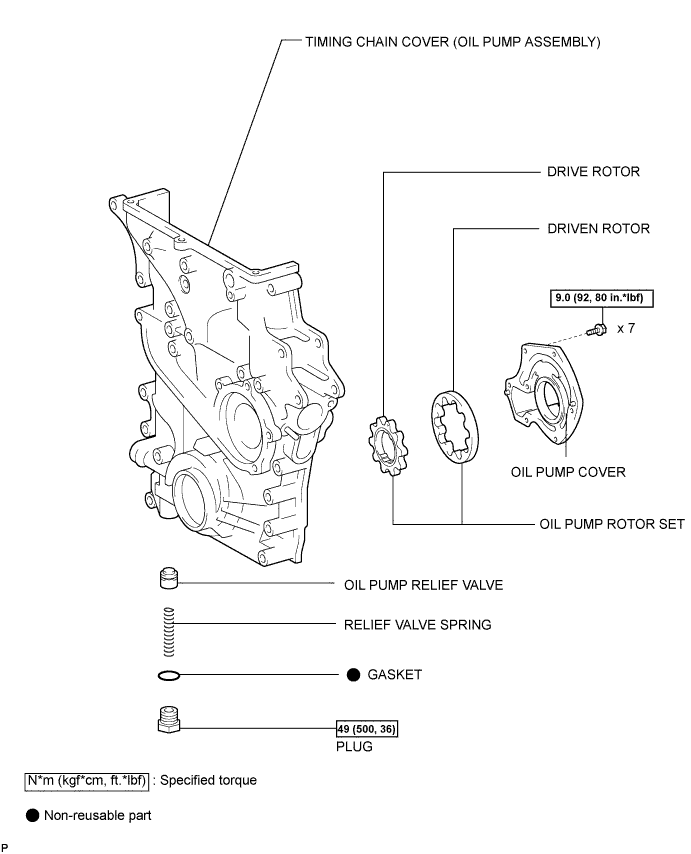 TIMING CHAIN COVER (OIL PUMP ASSEMBLY)
DRIVE ROTOR
DRIVEN ROTOR
9.0 (92, 80 in.*lbf)
x 7
OIL PUMP COVER
OIL PUMP ROTOR SET
OIL PUMP RELIEF VALVE
RELIEF VALVE SPRING
GASKET
49 (500, 36)
PLUG
N*m (kgf*cm, ft.*lbf) : Specified torque
Non-reusable part
P